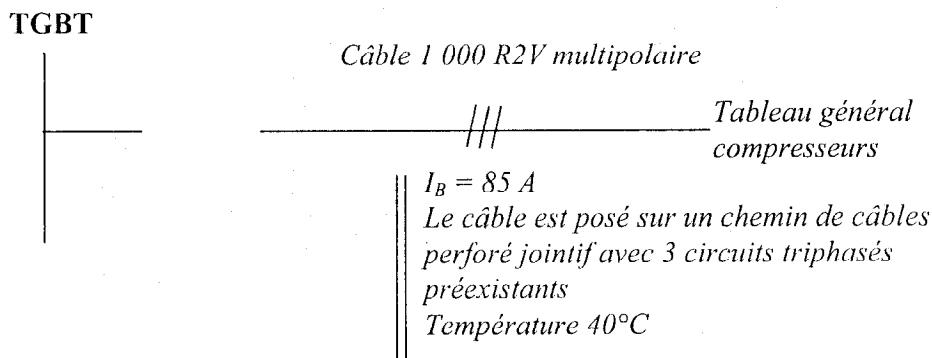 TGBT
Câble 1 000 R2V multipolaire
Tableau général
compresseurs
I_B = 85 A
Le câble est posé sur un chemin de câbles
perforé jointif avec 3 circuits triphasés
préexistants
Température 40°C